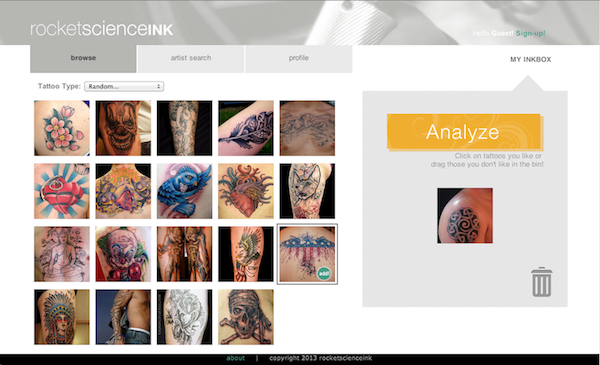 rocketscienceINK
Hello Guest! Sign-up!
browse
artist search
profile
MY INKBOX
Tattoo Type: Random...
Analyze
Click on tattoos you like or
drag those you don't like in the bin!
add
about | copyright 2013 rocketscienceink